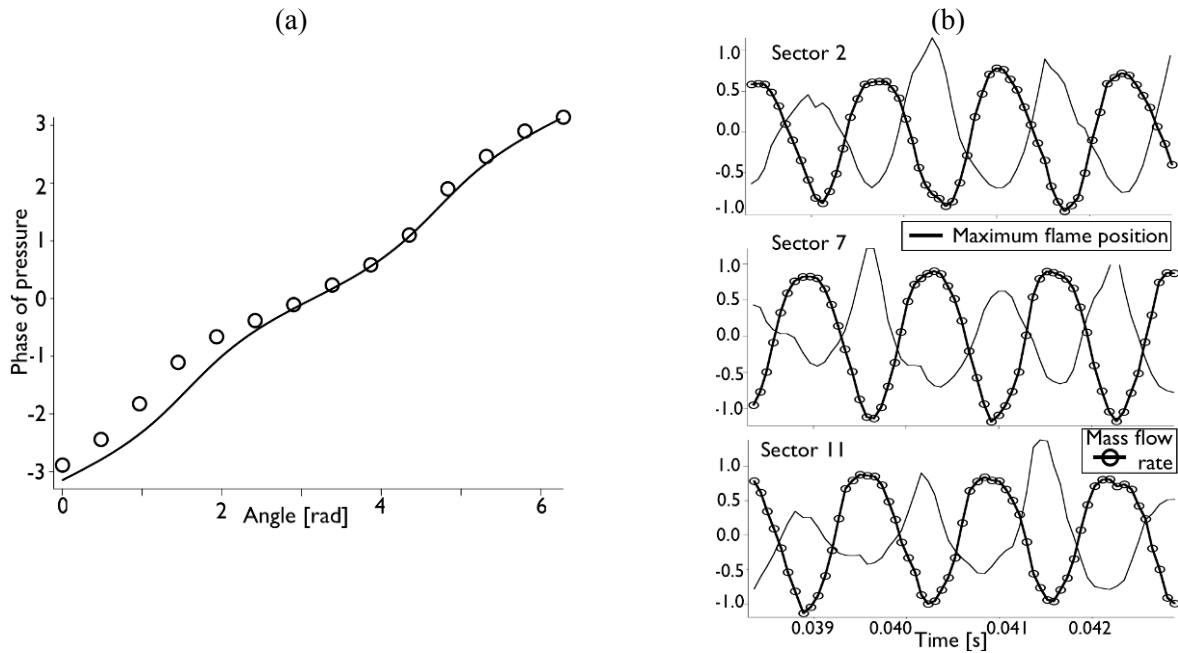 (a)
Phase of pressure
3
2
1
0
-1
-2
-3
0
2
4
6
Angle [rad]
(b)
Sector 2
1.0
0.5
0.0
-0.5
-1.0
Maximum flame position
Sector 7
1.0
0.5
0.0
-0.5
-1.0
Mass flow
rate
Sector 11
1.0
0.5
0.0
-0.5
-1.0
0.039
0.040
0.041
0.042
Time [s]